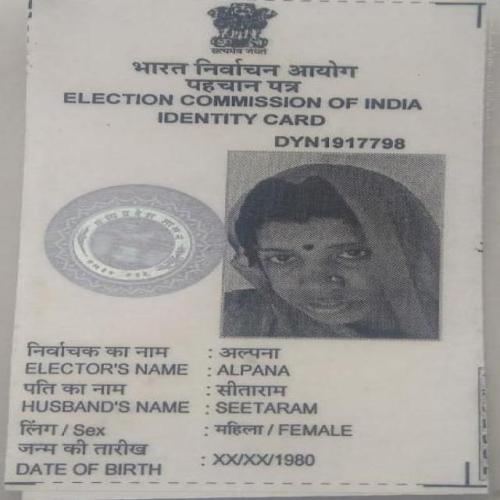 सत्यमेव जयते
भारत निर्वाचन आयोग
पहचान पत्र
ELECTION COMMISSION OF INDIA
IDENTITY CARD
DYN1917798
निर्वाचक का नाम : अल्पना
ELECTOR'S NAME : ALPANA
पति का नाम : सीताराम
HUSBAND'S NAME : SEETARAM
लिंग / Sex : महिला / FEMALE
जन्म की तारीख
DATE OF BIRTH : XX/XX/1980